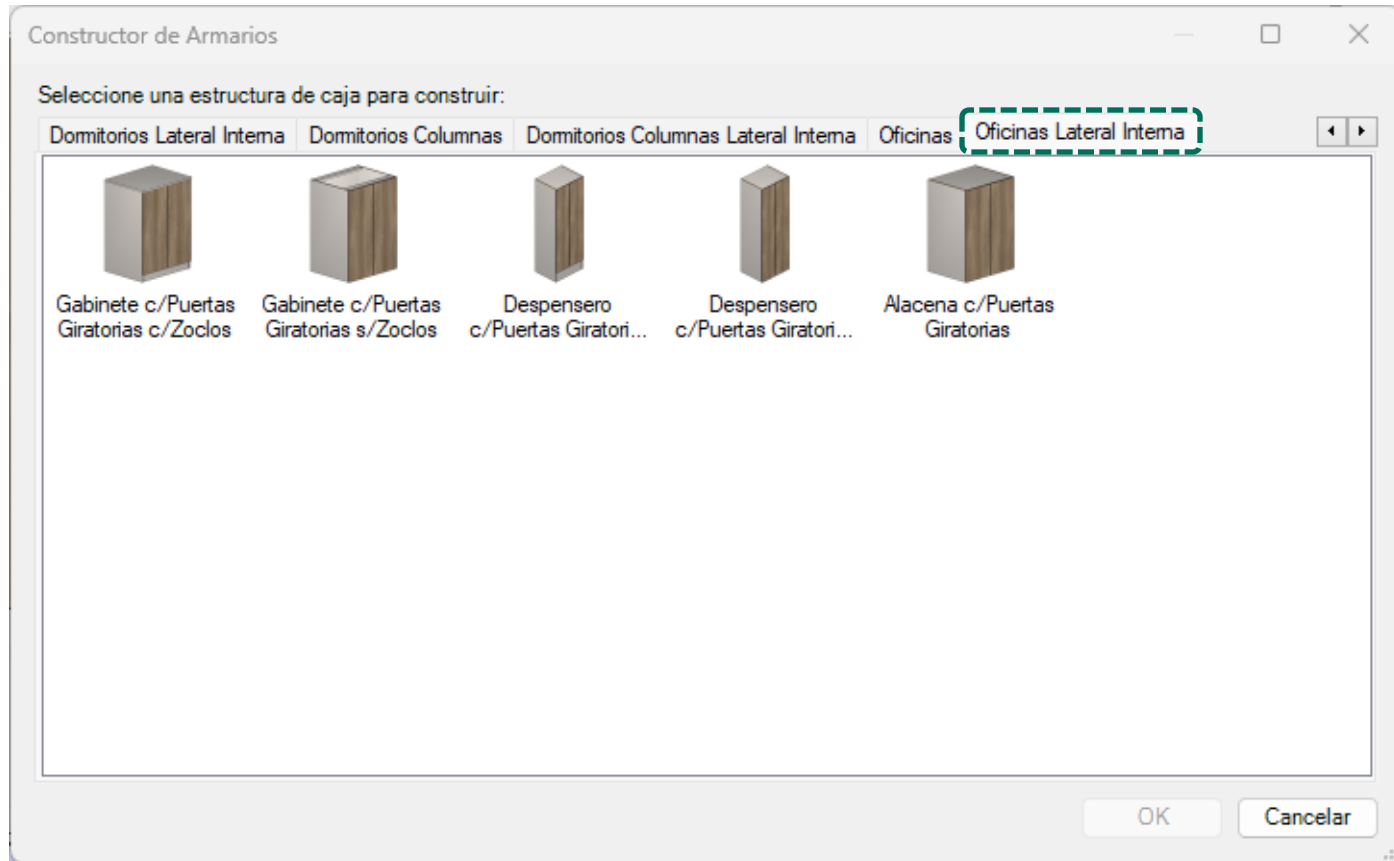 Constructor de Armarios
Seleccione una estructura de caja para construir:
Dormitorios Lateral Interna Dormitorios Columnas Dormitorios Columnas Lateral Interna Oficinas Oficinas Lateral Interna
Gabinete c/Puertas Gabinete c/Puertas Despensero Despensero Alacena c/Puertas
Giratorias c/Zoclos Giratorias s/Zoclos c/Puertas Giratori... c/Puertas Giratori... Giratorias
OK Cancelar